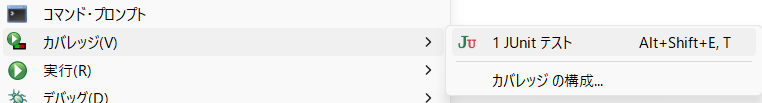 コマンド・プロンプト
カバレッジ(V)
1 JUnit テスト Alt+Shift+E, T
実行(R)
カバレッジ の構成...
デバッグ(D)